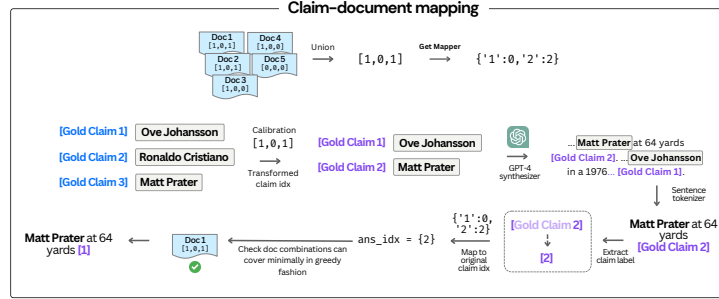 Claim-document mapping
Doc 1
[1,0,1]
Doc 4
[1,0,0]
Doc 2
[1,0,1]
Doc 5
[0,0,0]
Doc 3
[1,0,0]
Union
[1,0,1]
Get Mapper
{'1':0,'2':2}
[Gold Claim 1] Ove Johansson
[Gold Claim 2] Ronaldo Cristiano
[Gold Claim 3] Matt Prater
Calibration
[1,0,1]
Transformed
claim idx
[Gold Claim 1] Ove Johansson
[Gold Claim 2] Matt Prater
GPT-4
synthesizer
... Matt Prater at 64 yards
[Gold Claim 2]. ... Ove Johansson
in a 1976... [Gold Claim 1].
Sentence
tokenizer
Matt Prater at 64
yards
[Gold Claim 2]
Extract
claim label
[Gold Claim 2]
[2]
{'1':0,
'2':2}
Map to
original
claim idx
ans_idx = {2}
Check doc combinations can
cover minimally in greedy
fashion
Doc 1
[1,0,1]
Matt Prater at 64
yards [1]